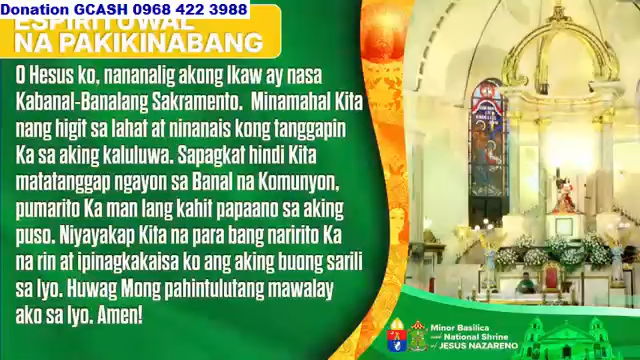 Donation GCASH 0968 422 3988
ESPIRITUWAL
NA PAKIKINABANG
O Hesus ko, nananalig akong Ikaw ay nasa
Kabanal-Banalang Sakramento. Minamahal Kita
nang higit sa lahat at ninanais kong tanggapin
Ka sa aking kaluluwa. Sapagkat hindi Kita
matatanggap ngayon sa Banal na Komunyon,
pumarito Ka man lang kahit papaano sa aking
puso. Niyayakap Kita na para bang naririto Ka
na rin at ipinagkakaisa ko ang aking buong sarili
sa Iyo. Huwag Mong pahintulutang mawalay
ako sa Iyo. Amen!
Minor Basilica
and National Shrine
of JESUS NAZARENO